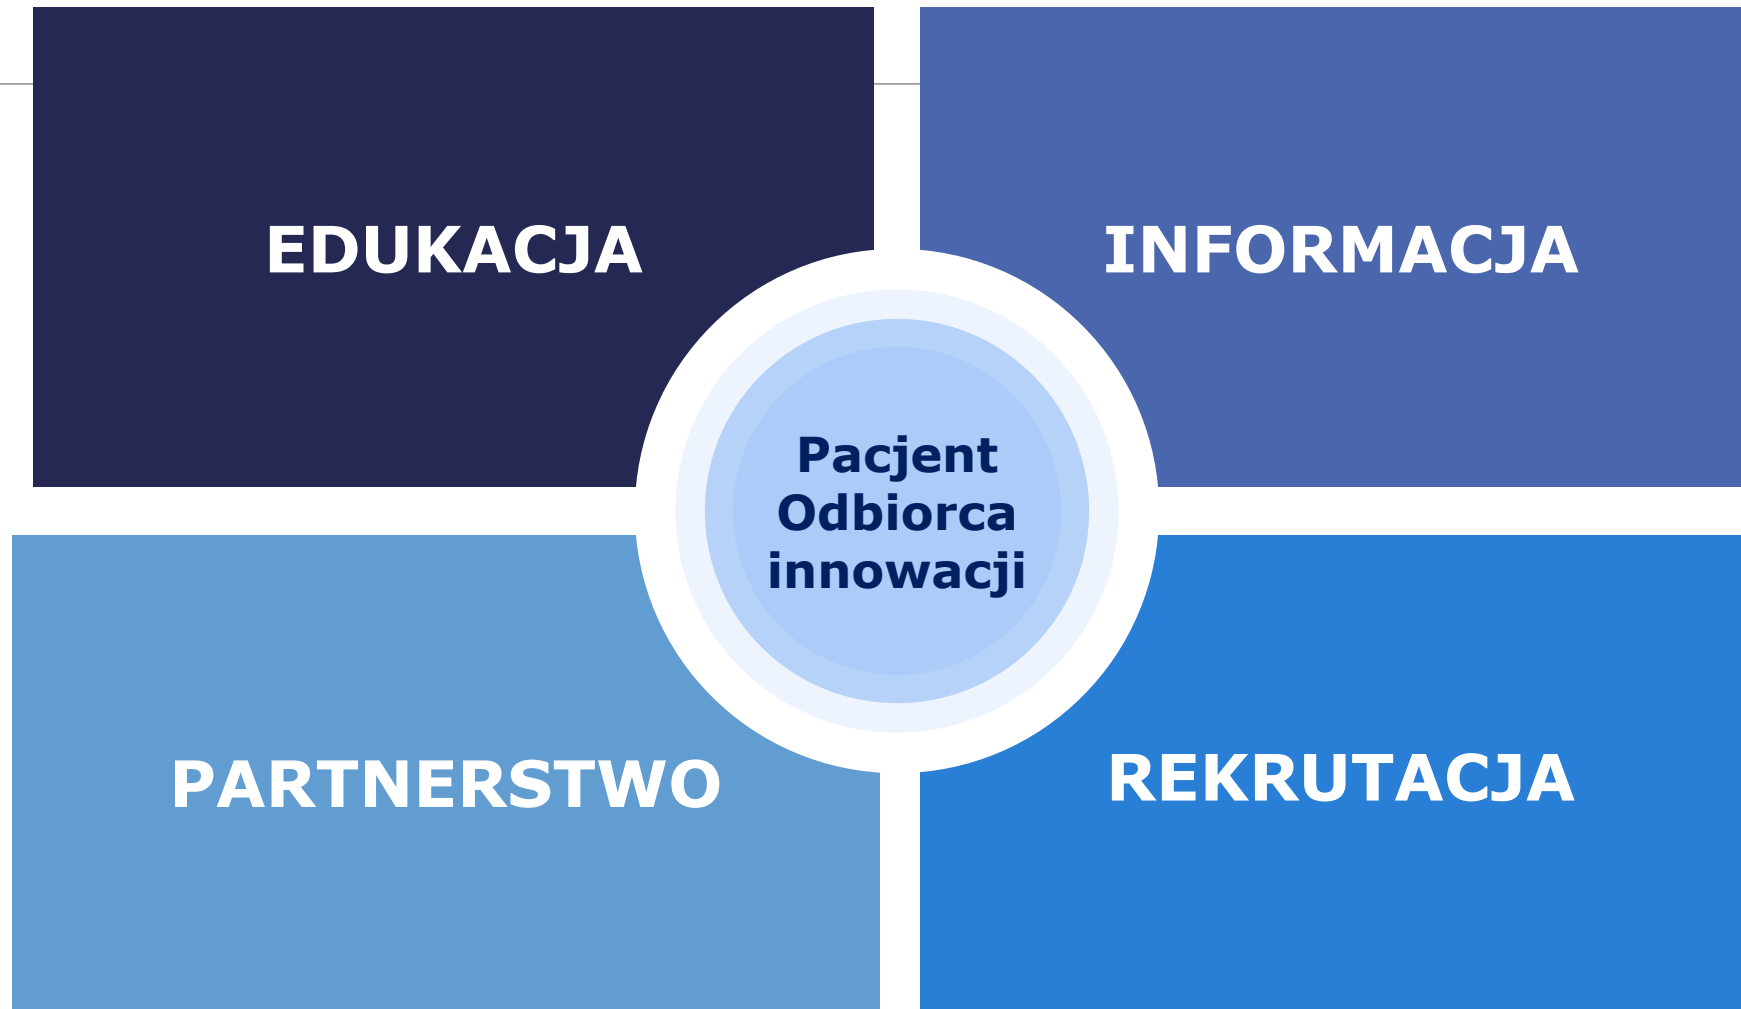 EDUKACJA
INFORMACJA
Pacjent
Odbiorca
innowacji
PARTNERSTWO
REKRUTACJA